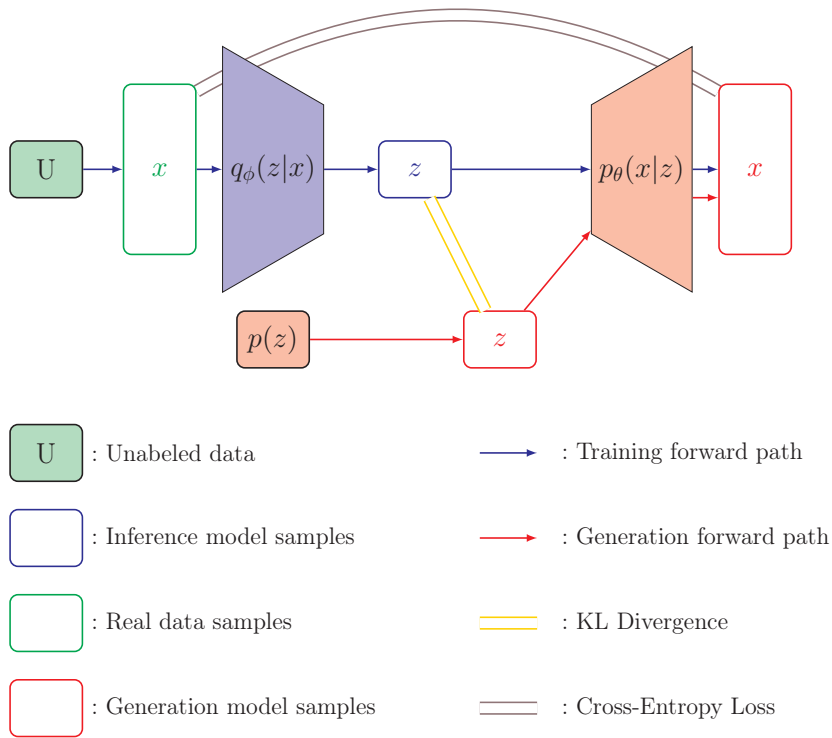 U
x
qϕ(z|x)
z
pθ(x|z)
x
p(z)
z
U : Unabeled data
: Training forward path
: Inference model samples
: Generation forward path
: Real data samples
: KL Divergence
: Generation model samples
: Cross-Entropy Loss